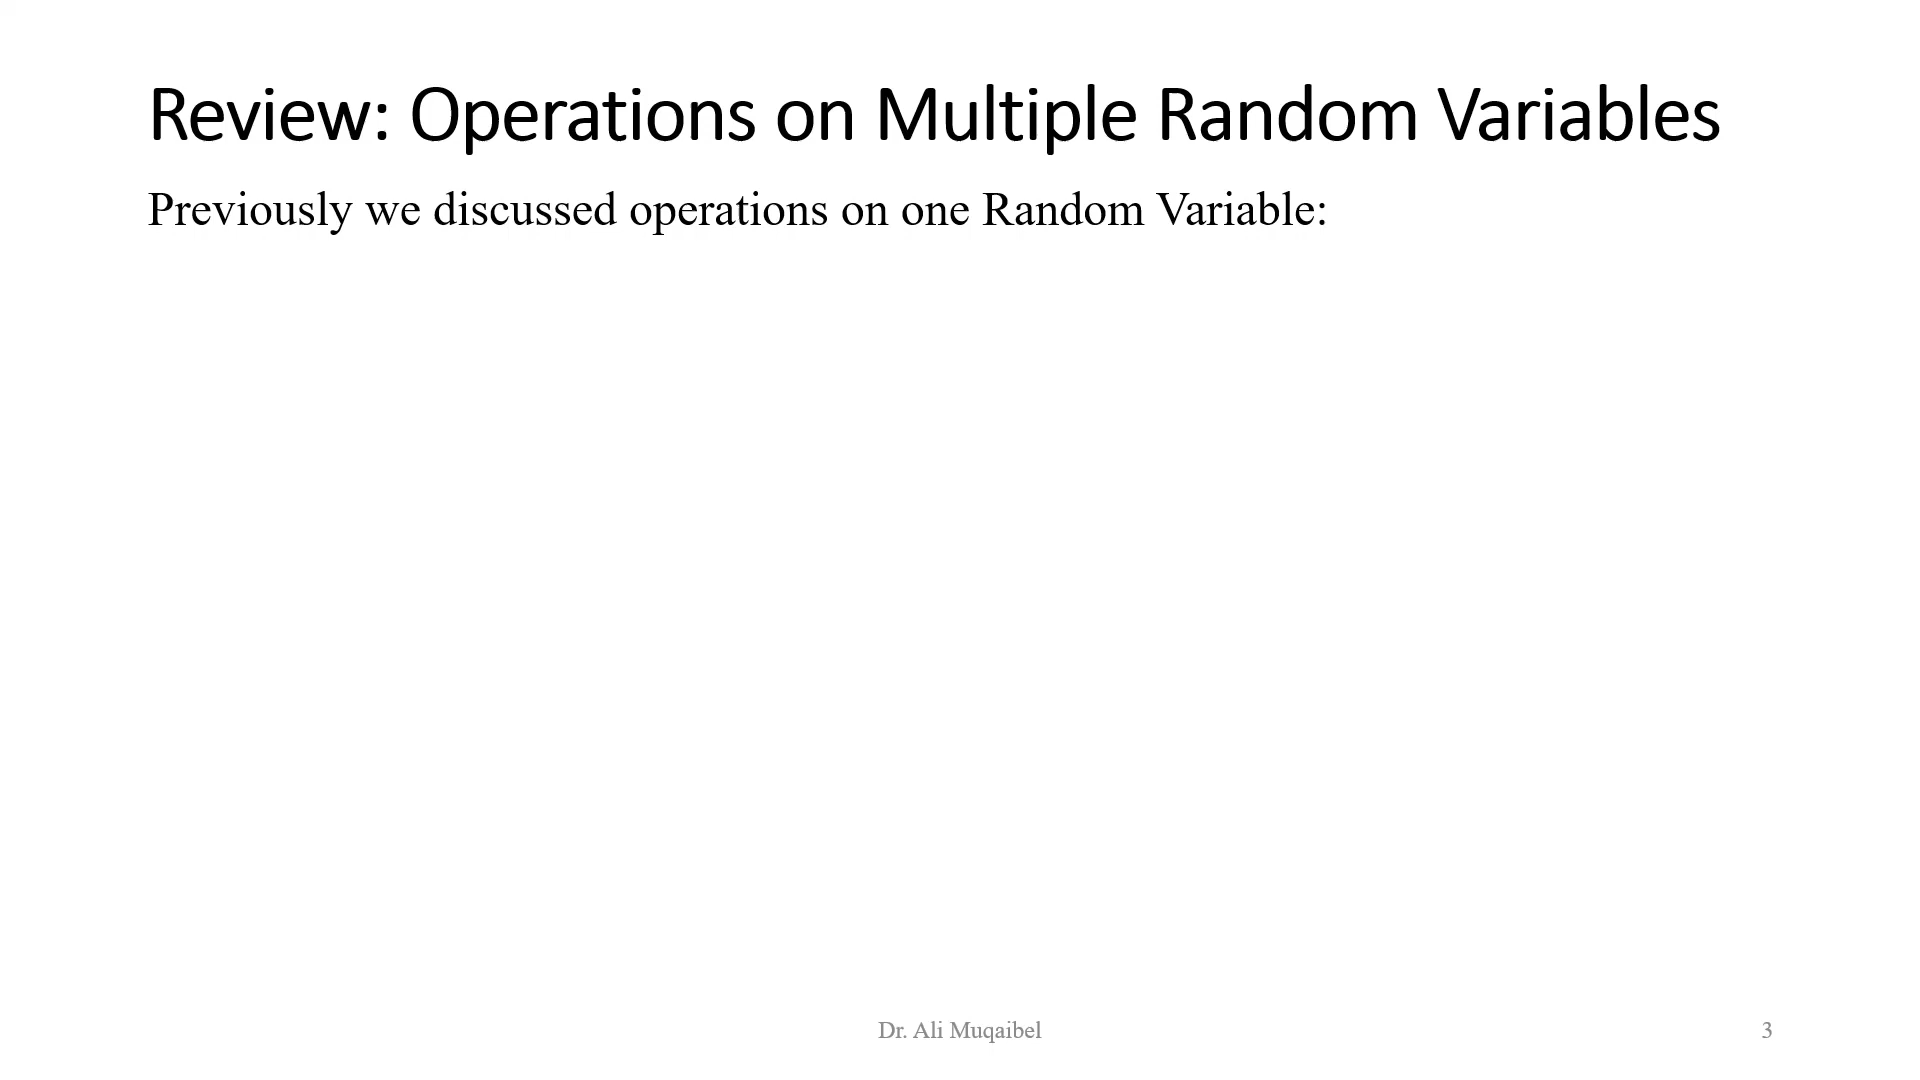 Review: Operations on Multiple Random Variables
Previously we discussed operations on one Random Variable:
Dr. Ali Muqaibel
3